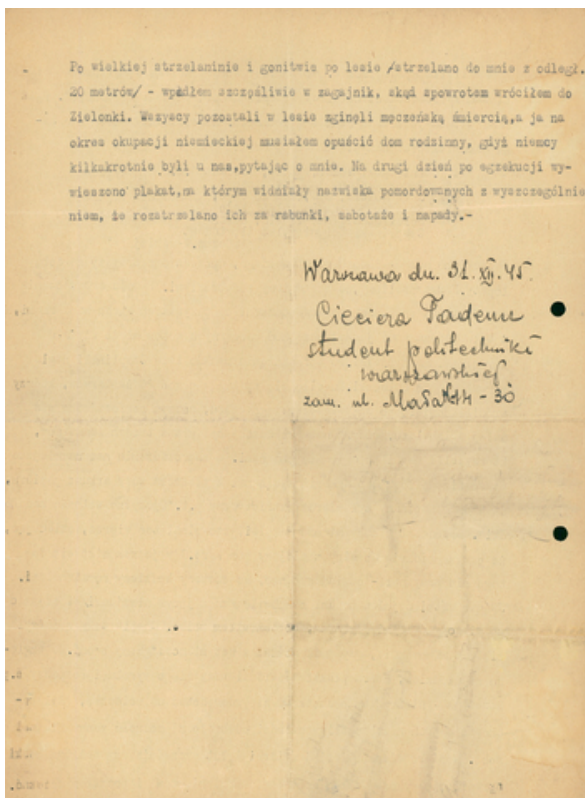 Po wielkiej strzelaninie i gonitwie po lesie /strzelano do mnie z odległ.
20 metrów/ - wpadłem szczęśliwie w zagajnik, skąd spowrotem wróciłem do
Zielonki. Wszyscy pozostali w lesie zginęli męczeńską śmiercią, a ja na
okres okupacji niemieckiej musiałem opuścić dom rodzinny, gdyż niemcy
kilkakrotnie byli u nas, pytając o mnie. Na drugi dzień po egzekucji wy-
wieszono plakat, na którym widniały nazwiska pomordowanych z wyszczególnie
niem, że rozstrzelano ich za rabunki, sabotaże i napady.-
Warszawa dn. 31. XII. 45
Cieciera Tadeusz
student politechniki
warszawskiej
zam. ul. Mała 14 - 30